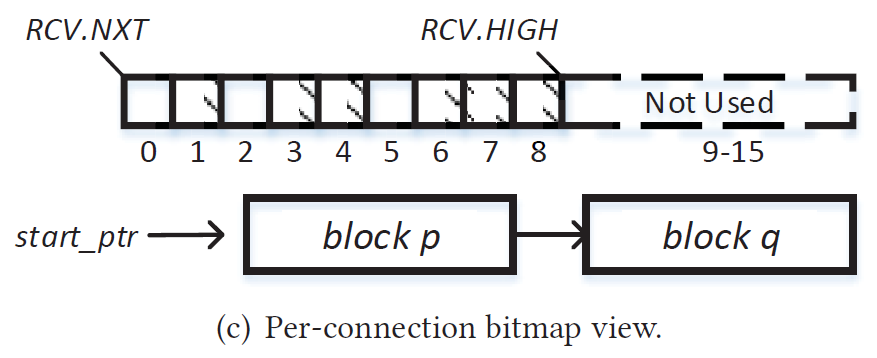 RCV.NXT RCV.HIGH
Not Used
0 1 2 3 4 5 6 7 8 9-15
start_ptr block p block q
(c) Per-connection bitmap view.